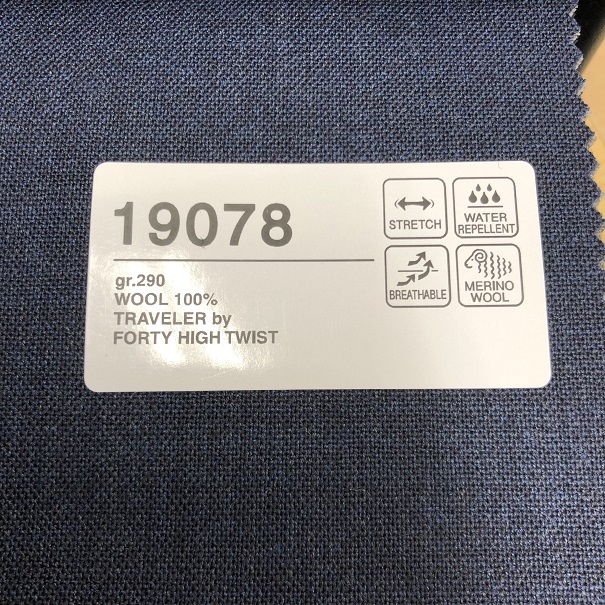 19078
gr.290
WOOL 100%
TRAVELER by
FORTY HIGH TWIST
STRETCH
WATER
REPELLENT
BREATHABLE
MERINO
WOOL